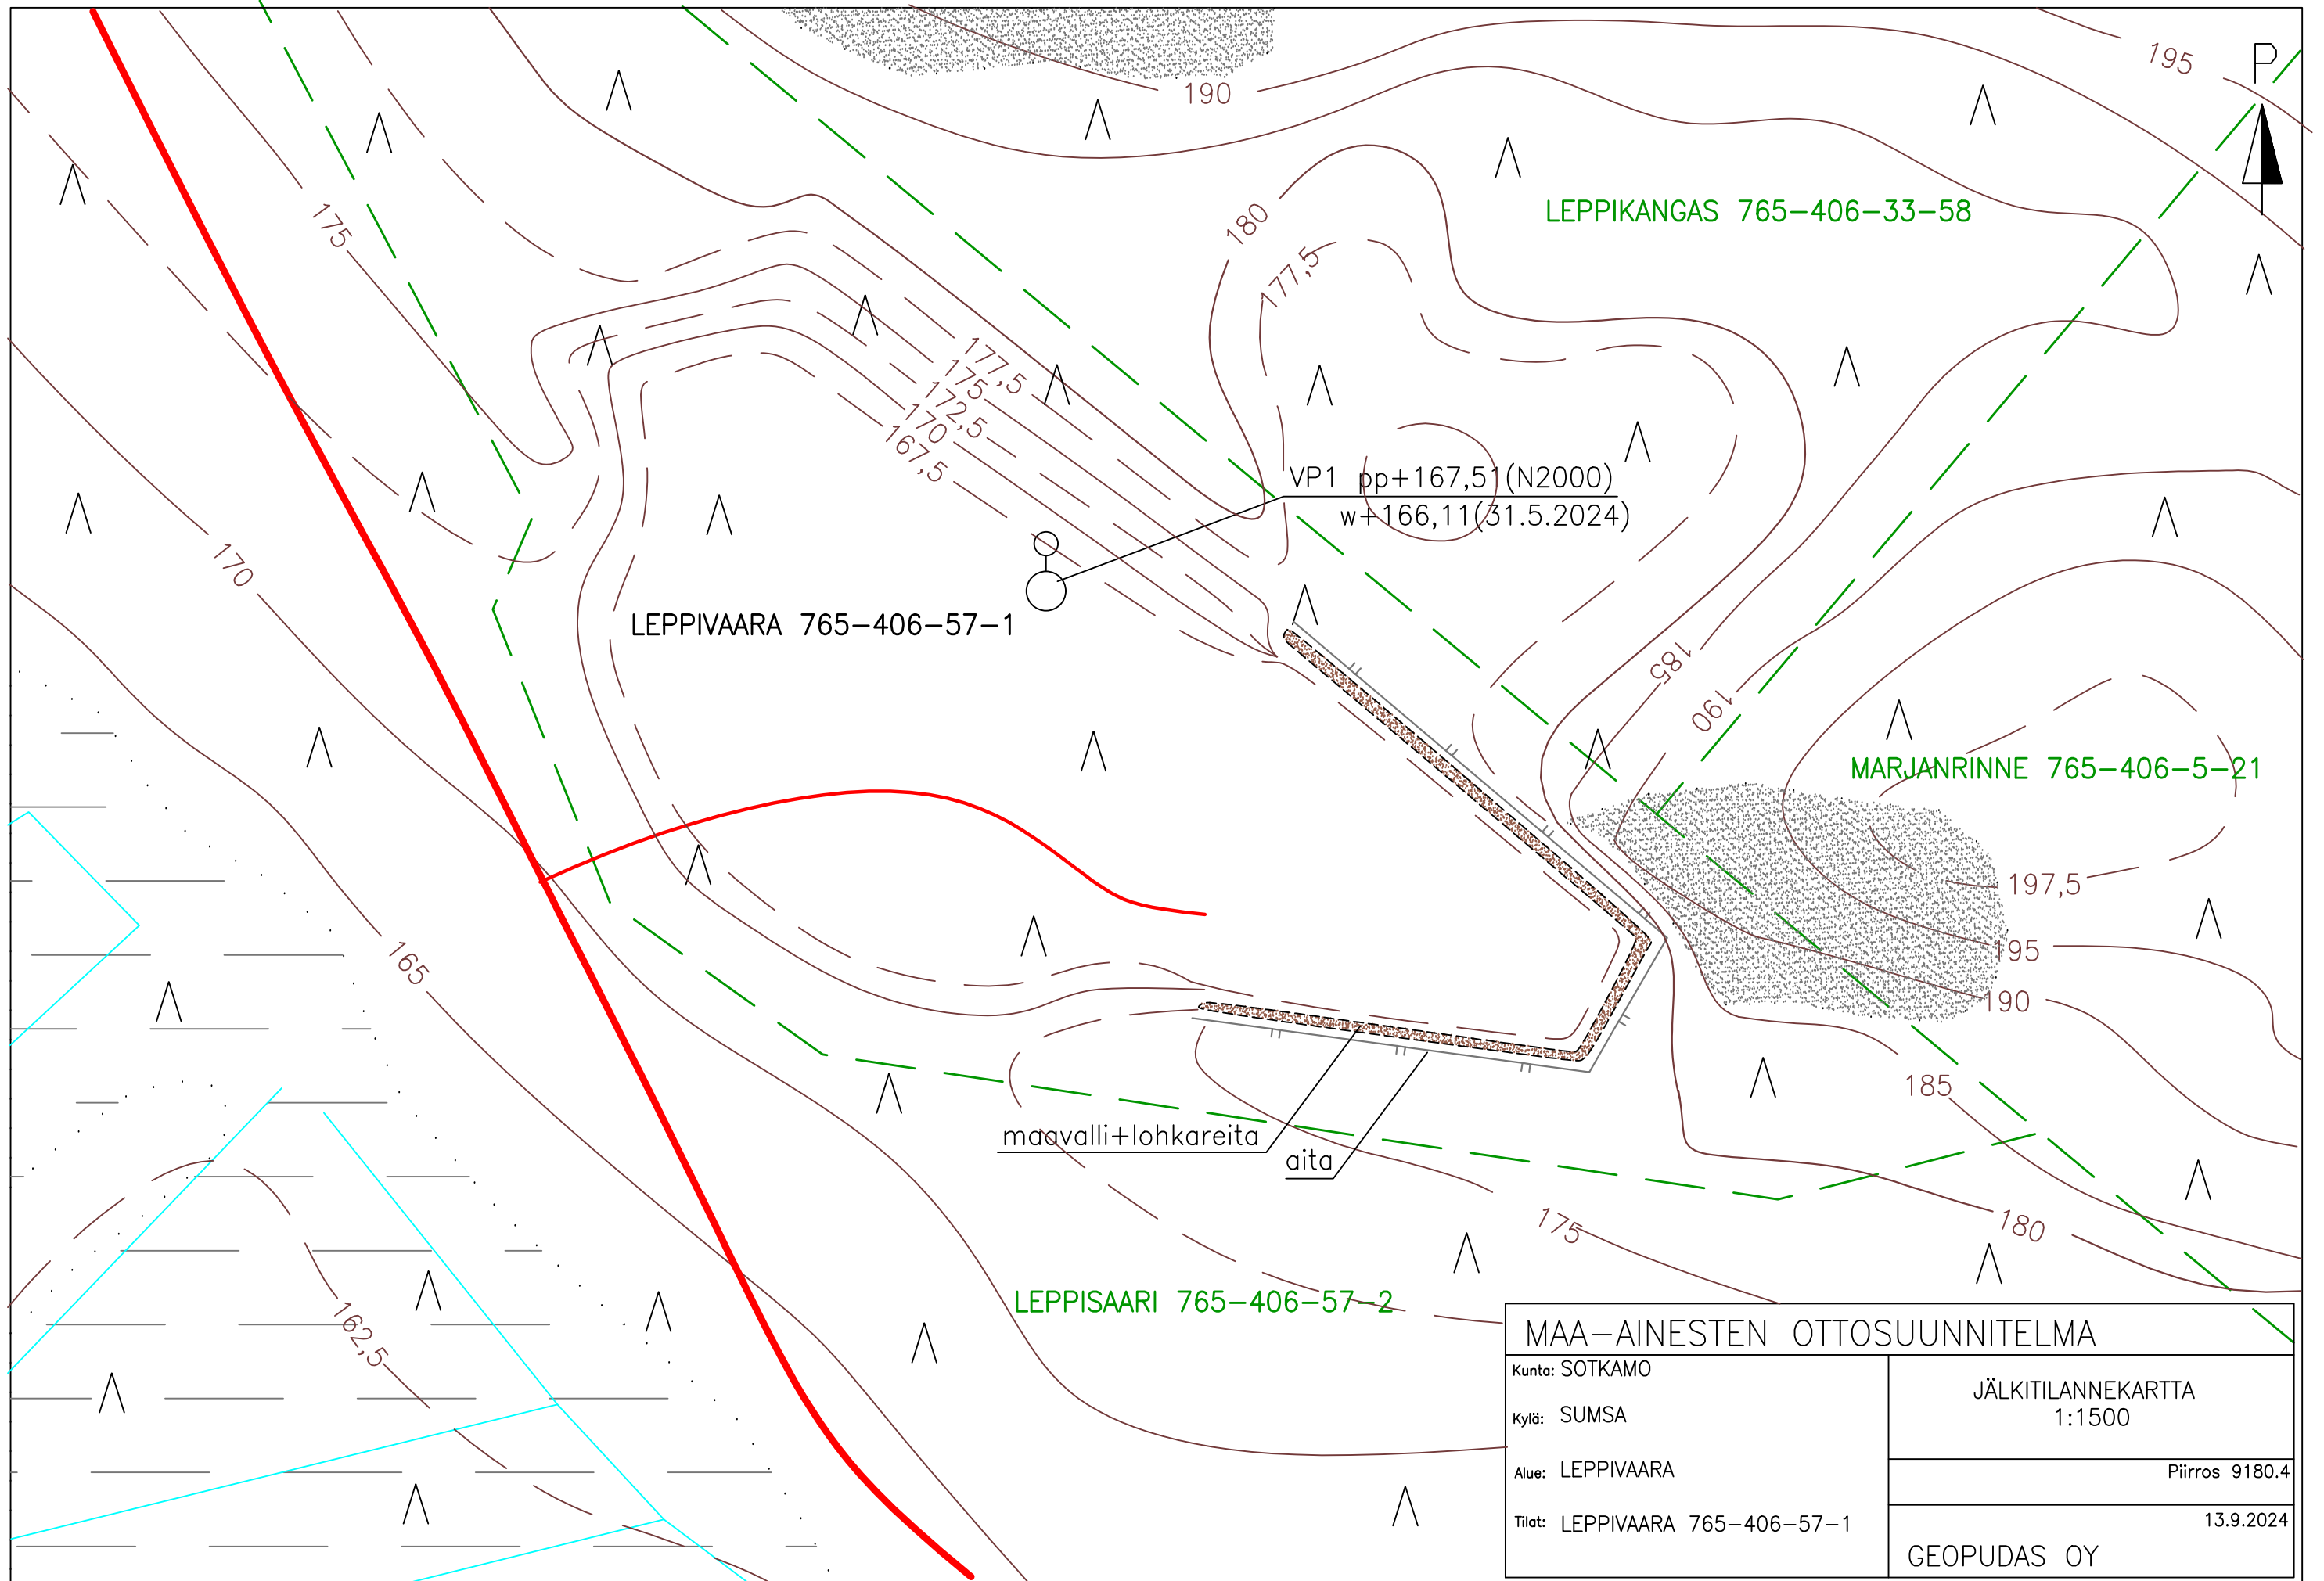 195
P
190
LEPPIKANGAS 765-406-33-58
175
180
177,5
177,5
175
172,5
170
167,5
VP1 pp+167,51 (N2000)
w+166,11(31.5.2024)
170
LEPPIVAARA 765-406-57-1
185
190
MARJANRINNE 765-406-5-21
197,5
195
165
190
185
maavalli+lohkareita
aita
175
180
LEPPISAARI 765-406-57-2
162,5
MAA-AINESTEN OTTOSUUNNITELMA
Kunta: SOTKAMO
JÄLKITILANNEKARTTA
1:1500
Kylä: SUMSA
Alue: LEPPIVAARA
Piirros 9180.4
Tilat: LEPPIVAARA 765-406-57-1
13.9.2024
GEOPUDAS OY